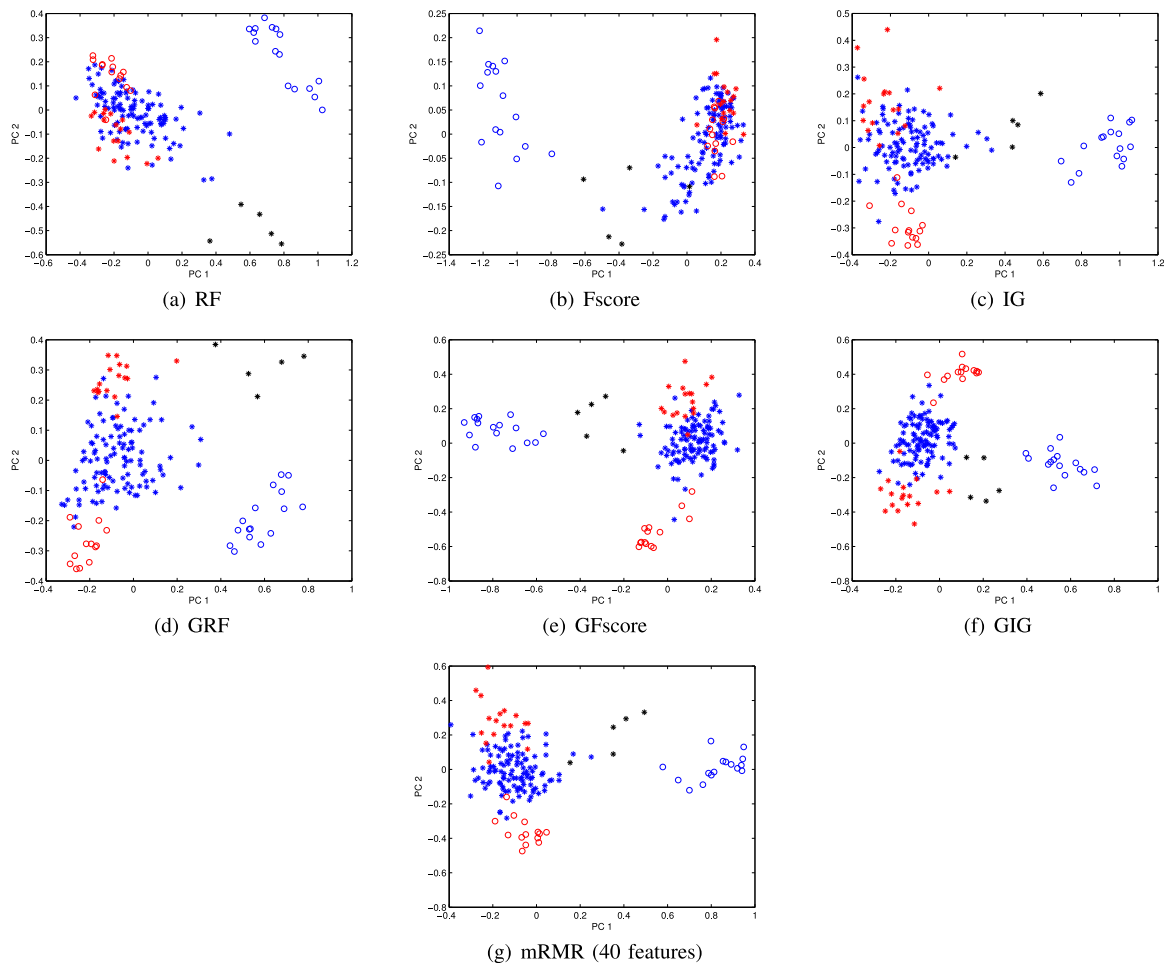 0.4
0.3
0.2
0.1
0
−0.1
−0.2
−0.3
−0.4
−0.5
−0.6
PC 2
−0.6 −0.4 −0.2 0 0.2 0.4 0.6 0.8 1 1.2
PC 1
(a) RF
0.25
0.2
0.15
0.1
0.05
0
−0.05
−0.1
−0.15
−0.2
−0.25
PC 2
−1.4 −1.2 −1 −0.8 −0.6 −0.4 −0.2 0 0.2 0.4
PC 1
(b) Fscore
0.5
0.4
0.3
0.2
0.1
0
−0.1
−0.2
−0.3
−0.4
PC 2
−0.4 −0.2 0 0.2 0.4 0.6 0.8 1 1.2
PC 1
(c) IG
0.4
0.3
0.2
0.1
0
−0.1
−0.2
−0.3
−0.4
PC 2
−0.4 −0.2 0 0.2 0.4 0.6 0.8 1
PC 1
(d) GRF
0.6
0.4
0.2
0
−0.2
−0.4
−0.6
−0.8
PC 2
−1 −0.8 −0.6 −0.4 −0.2 0 0.2 0.4
PC 1
(e) GFscore
0.6
0.4
0.2
0
−0.2
−0.4
−0.6
−0.8
PC 2
−0.4 −0.2 0 0.2 0.4 0.6 0.8 1
PC 1
(f) GIG
0.6
0.4
0.2
0
−0.2
−0.4
−0.6
−0.8
PC 2
−0.4 −0.2 0 0.2 0.4 0.6 0.8 1
PC 1
(g) mRMR (40 features)